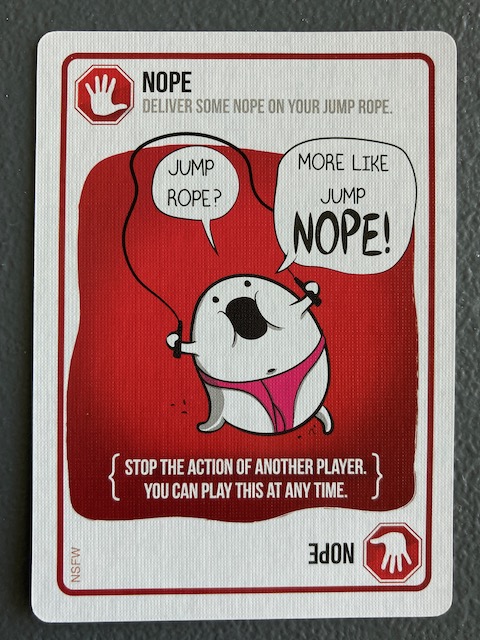 NOPE
DELIVER SOME NOPE ON YOUR JUMP ROPE.
JUMP
ROPE?
MORE LIKE
JUMP
NOPE!
STOP THE ACTION OF ANOTHER PLAYER.
YOU CAN PLAY THIS AT ANY TIME.
NSFW
NOPE